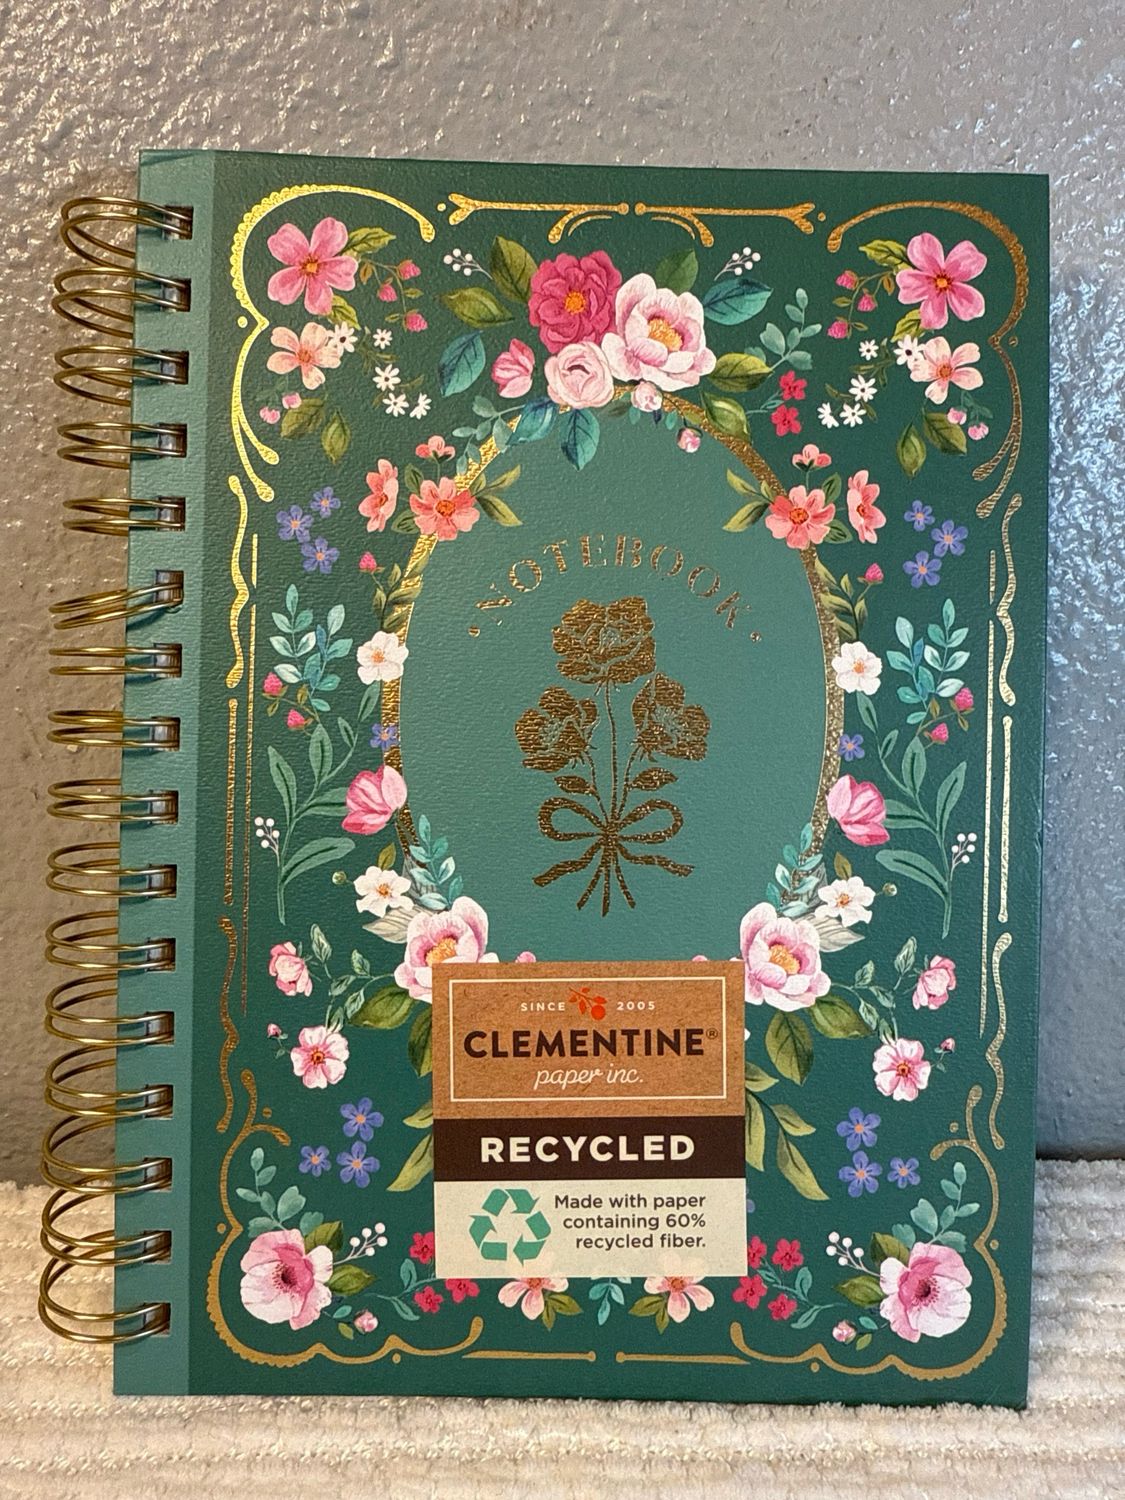 NOTEBOOK
SINCE 2005
CLEMENTINE®
paper inc.
RECYCLED
Made with paper
containing 60%
recycled fiber.